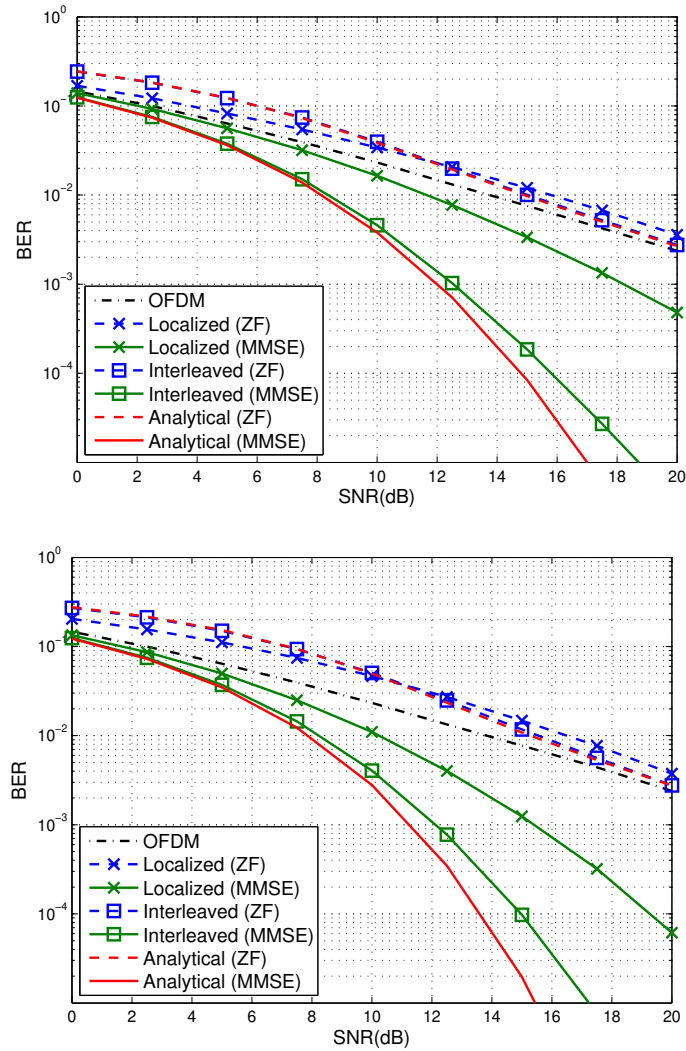 10^0
10^-1
10^-2
10^-3
10^-4
BER
0 2 4 6 8 10 12 14 16 18 20
SNR(dB)
OFDM
Localized (ZF)
Localized (MMSE)
Interleaved (ZF)
Interleaved (MMSE)
Analytical (ZF)
Analytical (MMSE)
10^0
10^-1
10^-2
10^-3
10^-4
BER
0 2 4 6 8 10 12 14 16 18 20
SNR(dB)
OFDM
Localized (ZF)
Localized (MMSE)
Interleaved (ZF)
Interleaved (MMSE)
Analytical (ZF)
Analytical (MMSE)